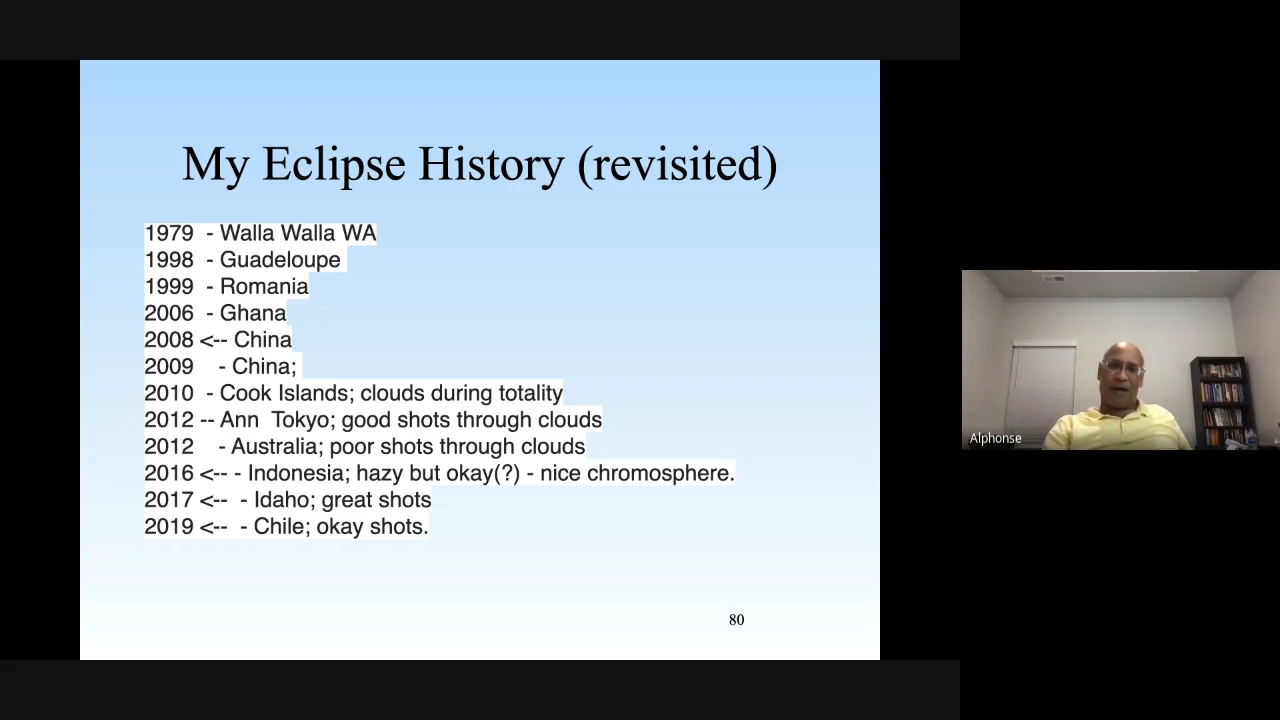 My Eclipse History (revisited)
1979 - Walla Walla WA
1998 - Guadeloupe
1999 - Romania
2006 - Ghana
2008 <-- China
2009 - China;
2010 - Cook Islands; clouds during totality
2012 -- Ann Tokyo; good shots through clouds
2012 - Australia; poor shots through clouds
2016 <-- - Indonesia; hazy but okay(?) - nice chromosphere.
2017 <-- - Idaho; great shots
2019 <-- - Chile; okay shots.
80
Alphonse